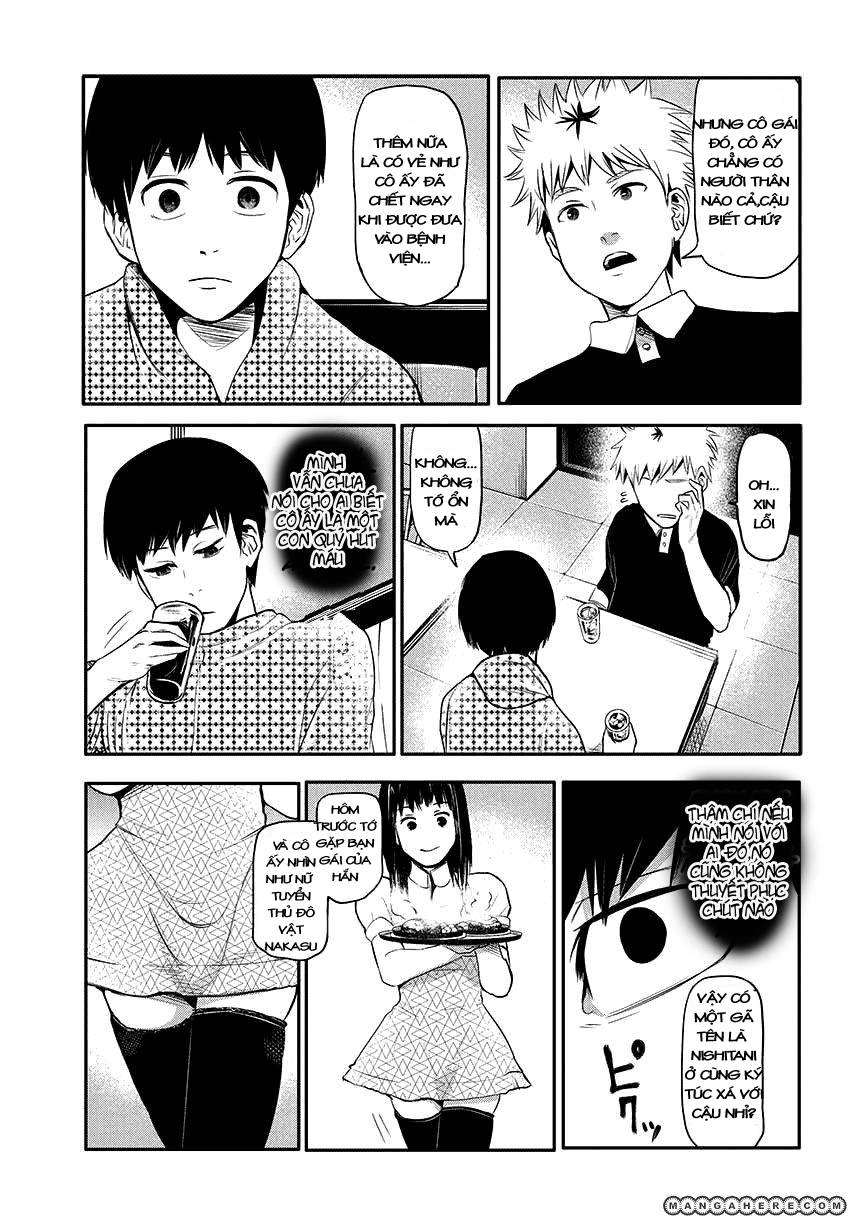 NHƯNG CÔ GÁI
ĐÓ, CÔ ẤY
CHẲNG CÓ
NGƯỜI THÂN
NÀO CẢ,CẬU
BIẾT CHỨ?
THÊM NỮA
LÀ CÓ VẺ NHƯ
CÔ ẤY ĐÃ
CHẾT NGAY
KHI ĐƯỢC ĐƯA
VÀO BỆNH
VIỆN...
OH...
XIN
LỖI
KHÔNG...
KHÔNG
TỚ ỔN
MÀ
MÌNH
VẪN CHƯA
NÓI CHO AI BIẾT
CÔ ẤY LÀ MỘT
CON QUỶ HÚT
MÁU
THẬM CHÍ NẾU
MÌNH NÓI VỚI
AI ĐÓ NÓ
CŨNG KHÔNG
THUYẾT PHỤC
CHÚT NÀO
VẬY CÓ
MỘT GÃ
TÊN LÀ
NISHITANI
Ở CÙNG KÝ
TÚC XÁ VỚI
CẬU NHỈ?
ピクッ
HÔM
TRƯỚC TỚ
GẶP BẠN
GÁI CỦA
HẮN
VÀ CÔ
ẤY NHÌN
NHƯ NỮ
TUYỂN
THỦ ĐÔ
VẬT
NAKASU
MANGAHERE.COM